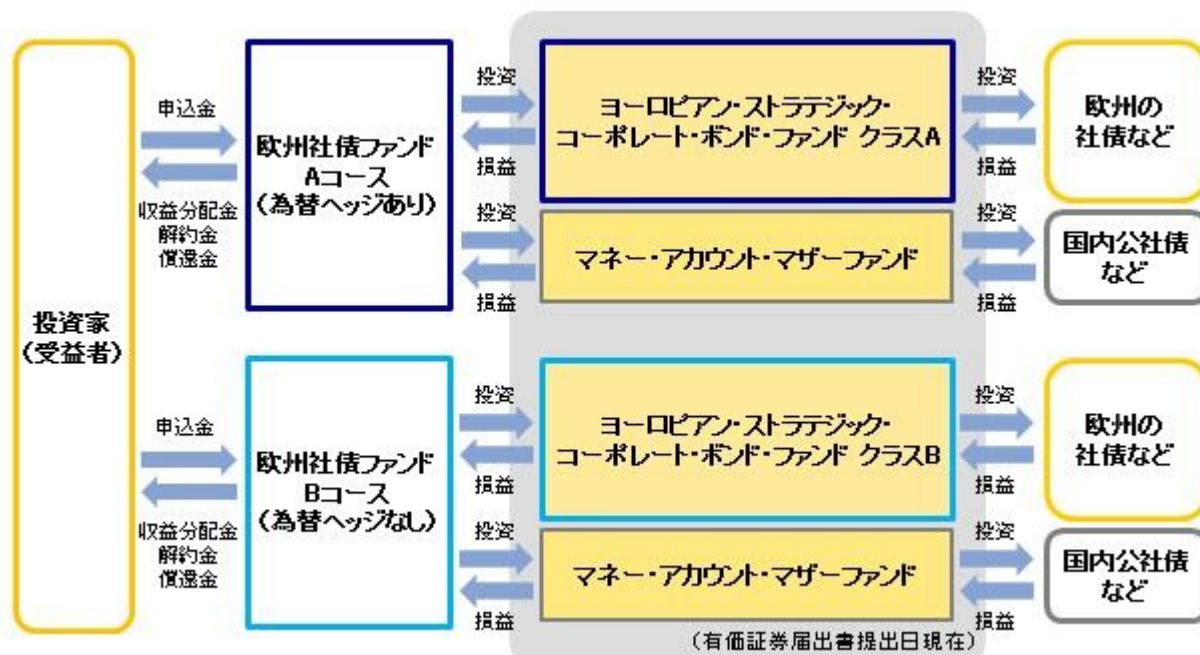 投資家
(受益者)
申込金
収益分配金
解約金
償還金
欧州社債ファンド
Aコース
(為替ヘッジあり)
投資
損益
ヨーロピアン・ストラテジック・
コーポレート・ボンド・ファンド クラスA
投資
損益
欧州の
社債など
投資
損益
マネー・アカウント・マザーファンド
投資
損益
国内公社債
など
申込金
収益分配金
解約金
償還金
欧州社債ファンド
Bコース
(為替ヘッジなし)
投資
損益
ヨーロピアン・ストラテジック・
コーポレート・ボンド・ファンド クラスB
投資
損益
欧州の
社債など
投資
損益
マネー・アカウント・マザーファンド
投資
損益
国内公社債
など
(有価証券届出書提出日現在)